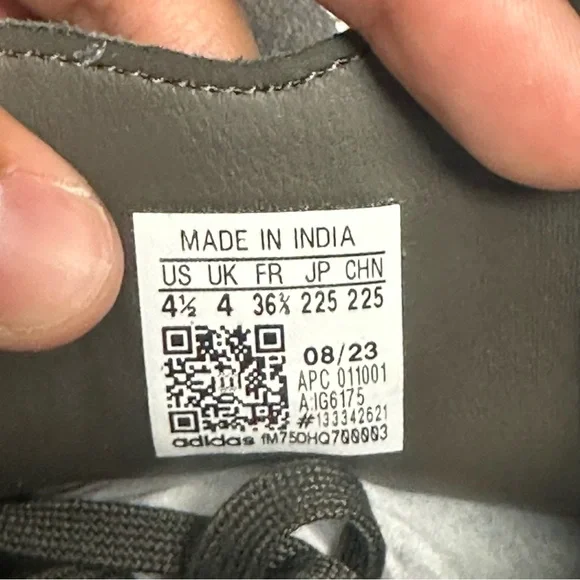 MADE IN INDIA
US UK FR JP CHN
4½ 4 36⅔ 225 225
08/23
APC 011001
A:IG6175
#133342621
adidas fM75DHQ700003